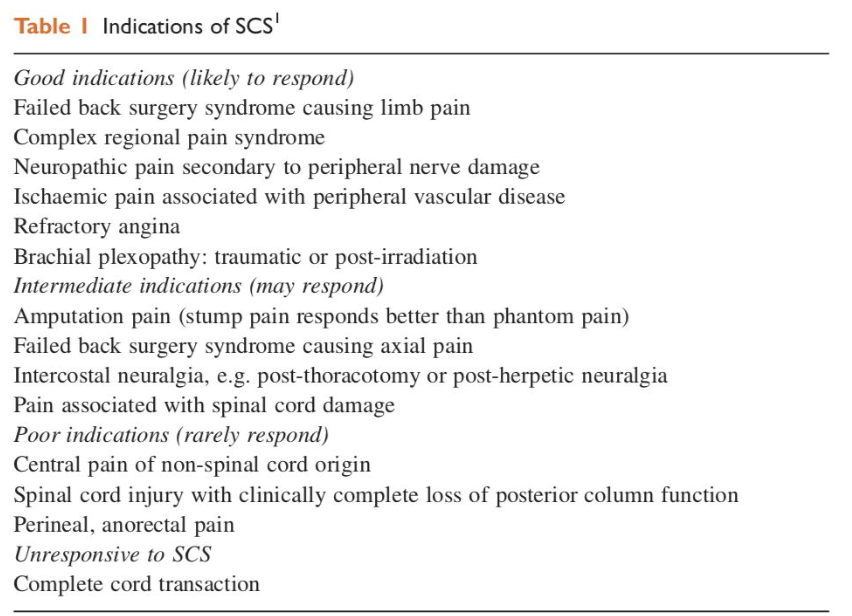 Table 1 Indications of SCS1
Good indications (likely to respond)
Failed back surgery syndrome causing limb pain
Complex regional pain syndrome
Neuropathic pain secondary to peripheral nerve damage
Ischaemic pain associated with peripheral vascular disease
Refractory angina
Brachial plexopathy: traumatic or post-irradiation
Intermediate indications (may respond)
Amputation pain (stump pain responds better than phantom pain)
Failed back surgery syndrome causing axial pain
Intercostal neuralgia, e.g. post-thoracotomy or post-herpetic neuralgia
Pain associated with spinal cord damage
Poor indications (rarely respond)
Central pain of non-spinal cord origin
Spinal cord injury with clinically complete loss of posterior column function
Perineal, anorectal pain
Unresponsive to SCS
Complete cord transaction